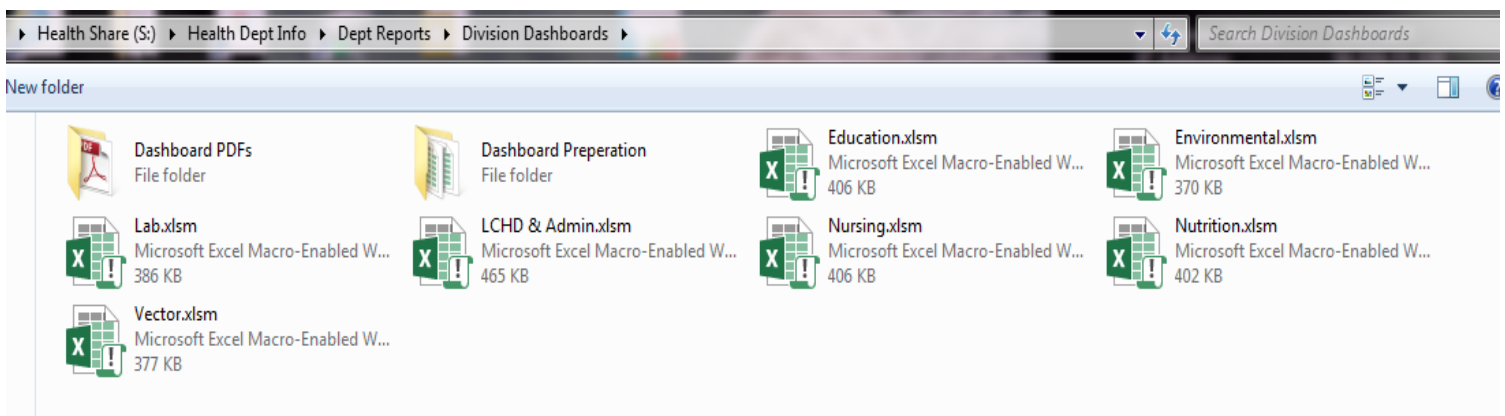 Health Share (S:) ▸ Health Dept Info ▸ Dept Reports ▸ Division Dashboards ▸
Search Division Dashboards
New folder
Dashboard PDFs
File folder
Dashboard Preperation
File folder
Education.xlsm
Microsoft Excel Macro-Enabled W...
406 KB
Environmental.xlsm
Microsoft Excel Macro-Enabled W...
370 KB
Lab.xlsm
Microsoft Excel Macro-Enabled W...
386 KB
LCHD & Admin.xlsm
Microsoft Excel Macro-Enabled W...
465 KB
Nursing.xlsm
Microsoft Excel Macro-Enabled W...
406 KB
Nutrition.xlsm
Microsoft Excel Macro-Enabled W...
402 KB
Vector.xlsm
Microsoft Excel Macro-Enabled W...
377 KB